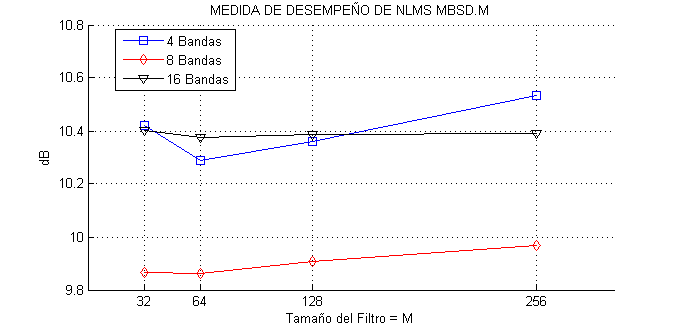 MEDIDA DE DESEMPEÑO DE NLMS MBSD.M
4 Bandas
8 Bandas
16 Bandas
10.8
10.6
10.4
10.2
10
9.8
dB
32 64 128 256
Tamaño del Filtro = M